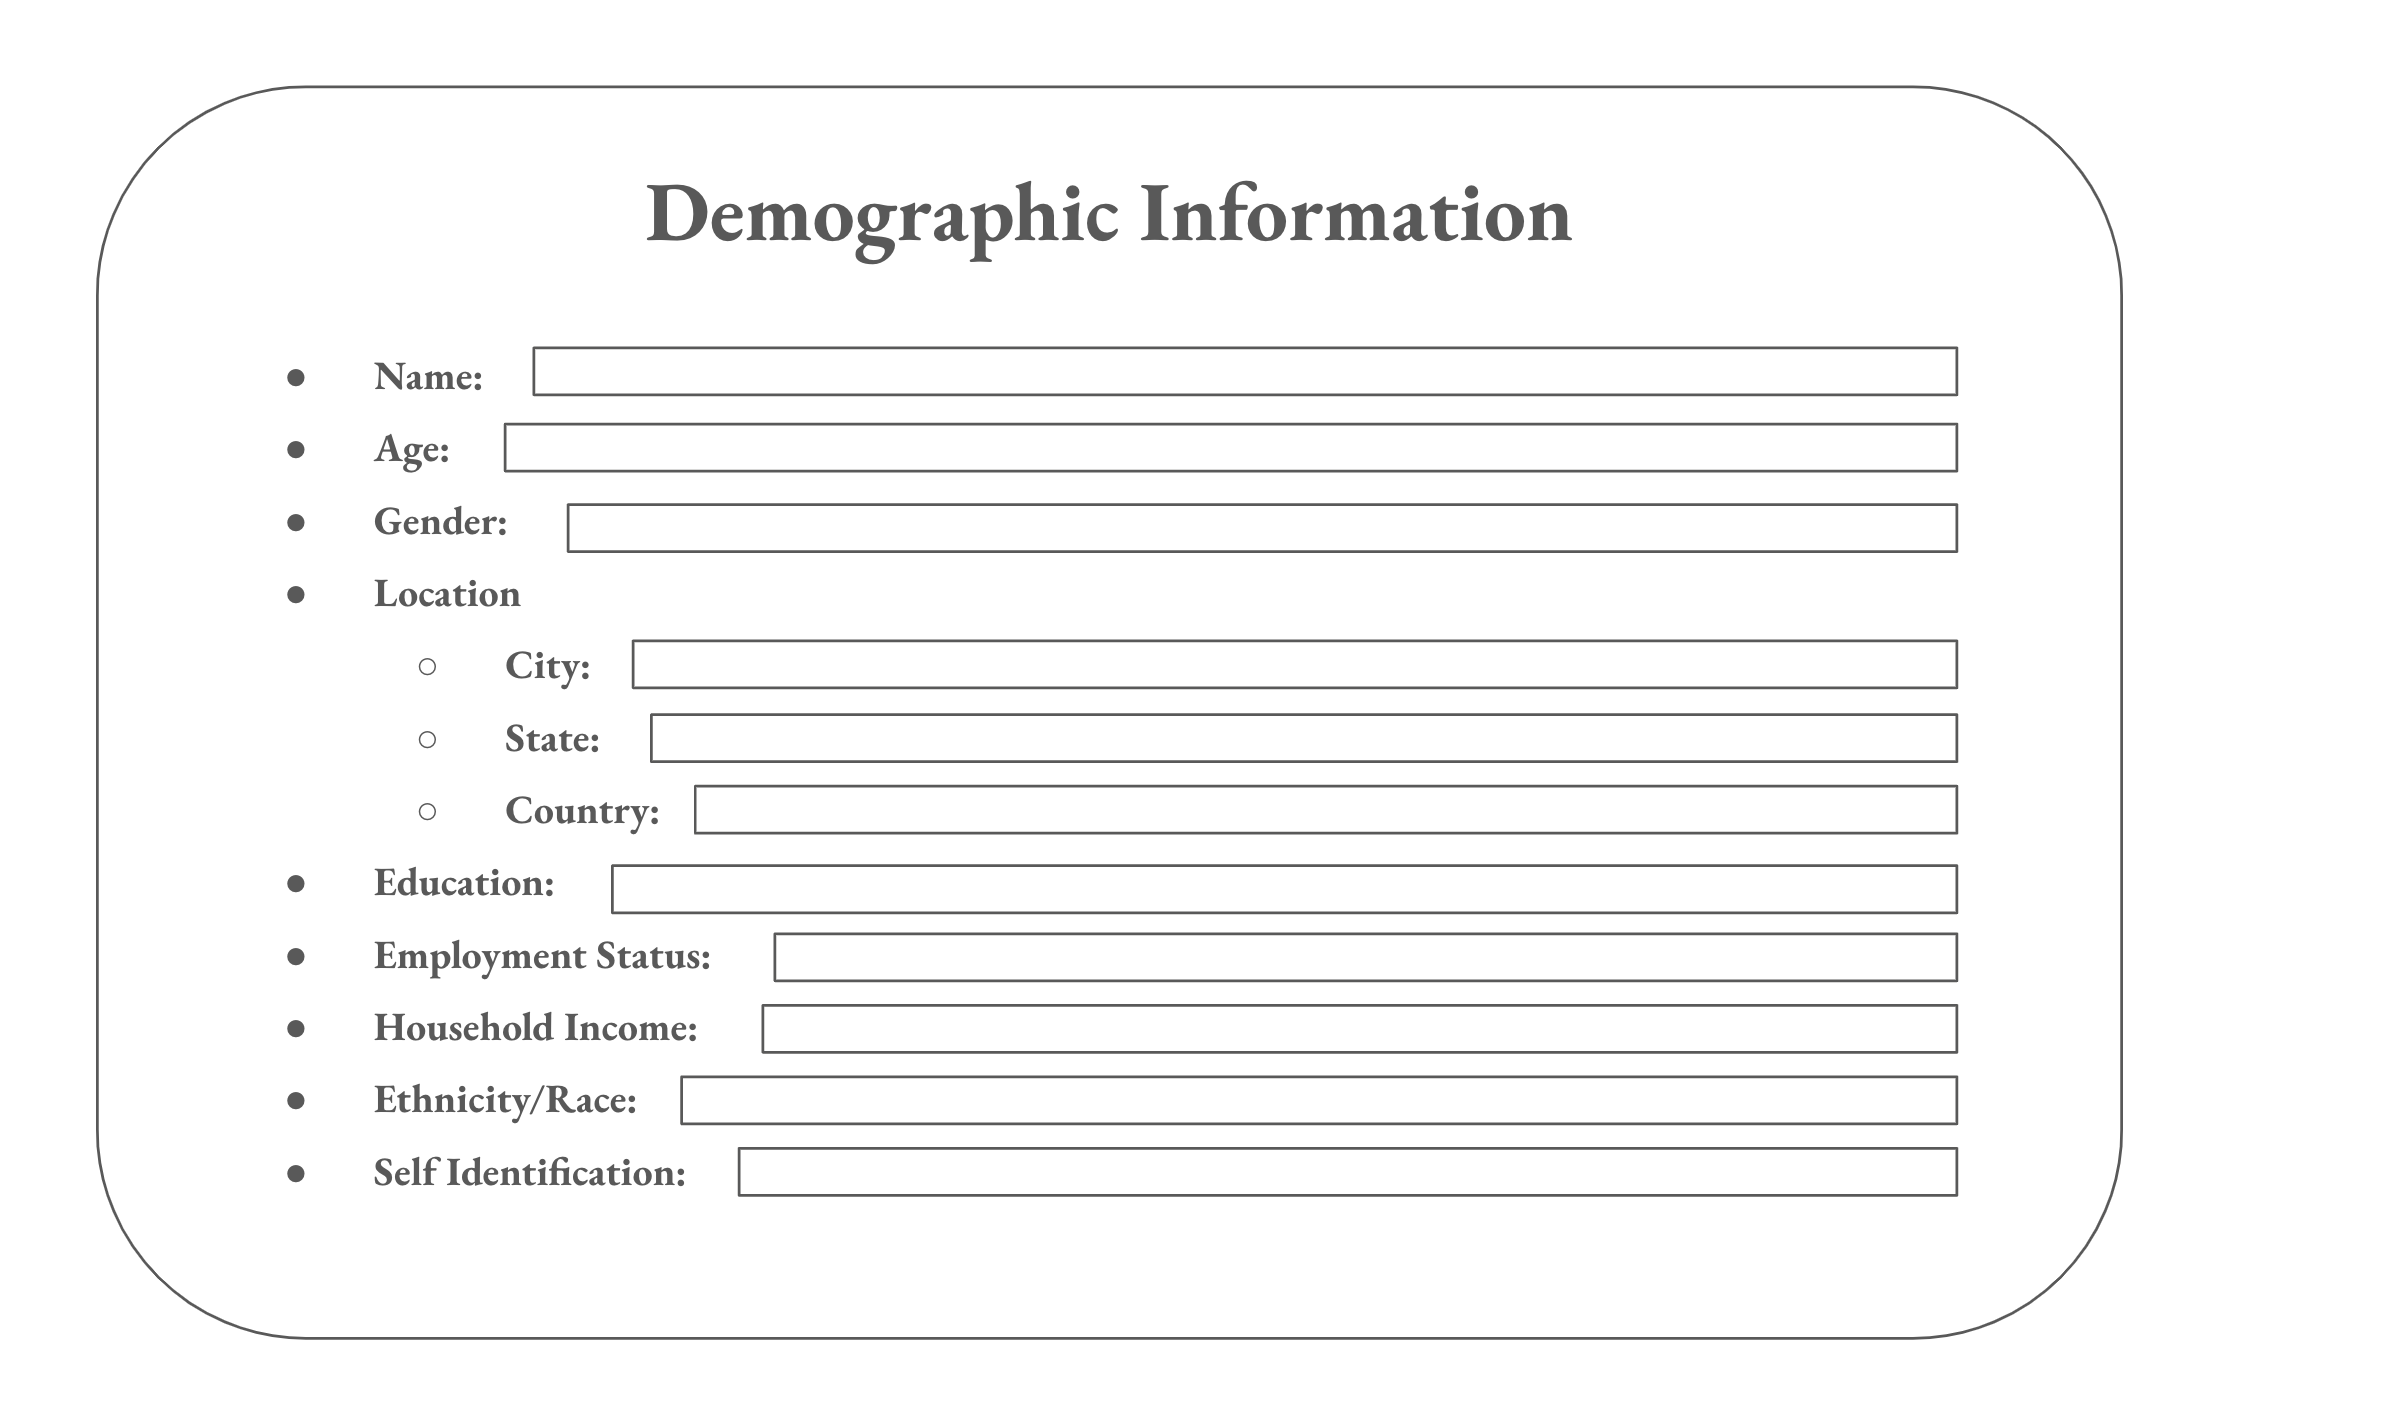 Demographic Information
● Name:
● Age:
● Gender:
● Location
○ City:
○ State:
○ Country:
● Education:
● Employment Status:
● Household Income:
● Ethnicity/Race:
● Self Identification: